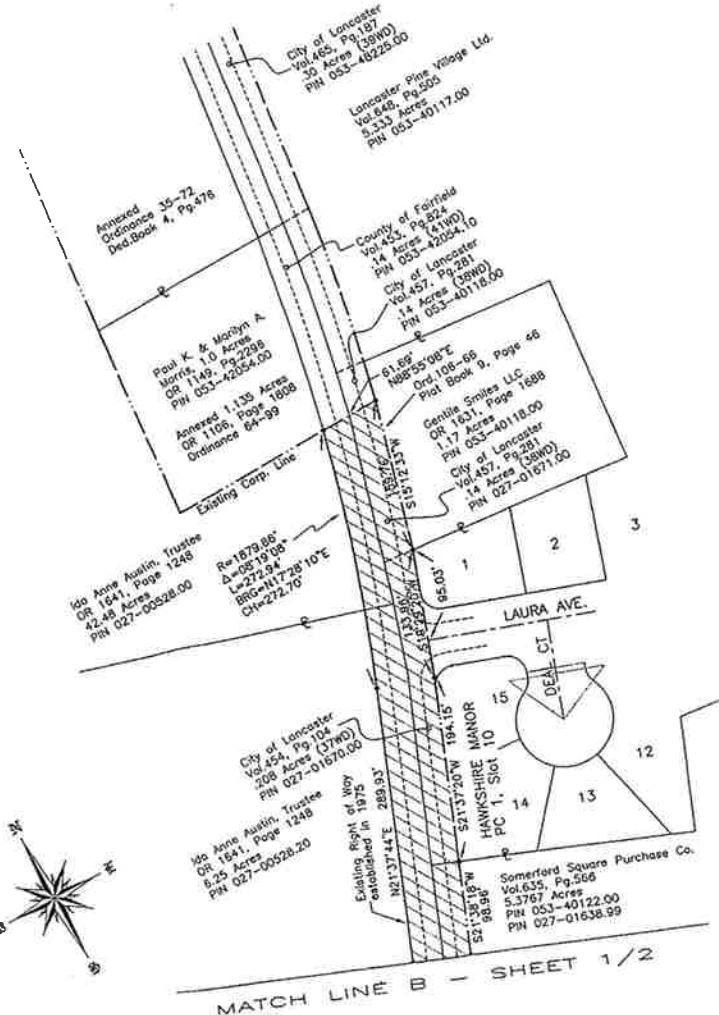 City of Lancaster
Vol.465, Pg.187
.30 Acres (39WD)
PIN 053-48225.00
Lancaster Pine Village Ltd.
Vol.648, Pg.505
5.333 Acres
PIN 053-40117.00
Annexed
Ordinance 35-72
Ded.Book 4, Pg.476
County of Fairfield
Vol.453, Pg.824
.14 Acres (41WD)
PIN 053-42054.10
City of Lancaster
Vol.457, Pg.281
.14 Acres (38WD)
PIN 053-40118.00
Paul K. & Marilyn A.
Morris, 1.0 Acres
OR 1149, Pg.2298
PIN 053-42054.00
Annexed 1.135 Acres
OR 1106, Page 1608
Ordinance 64-99
Existing Corp. Line
61.69'
N88°55'08"E
Ord.108-66
Plat Book 9, Page 46
Gentile Smiles LLC
OR 1631, Page 1688
1.17 Acres
PIN 053-40118.00
City of Lancaster
Vol.457, Pg.281
.14 Acres (38WD)
PIN 027-01671.00
159.76'
S15°12'33"W
Ida Anne Austin, Trustee
OR 1641, Page 1248
42.48 Acres
PIN 027-00528.00
R=1879.86'
Δ=08°19'08"
L=272.94'
BRG=N17°28'10"E
CH=272.70'
1
2
3
133.90'
S18°29'20"W
95.03'
LAURA AVE.
DEAL CT
15
12
14
13
HAWKSHIRE MANOR
PC 1, Slot 10
City of Lancaster
Vol.454, Pg.104
.208 Acres (37WD)
PIN 027-01670.00
Ida Anne Austin, Trustee
OR 1641, Page 1248
6.25 Acres
PIN 027-00528.20
N21°37'44"E 289.93'
Existing Right of Way
established in 1975
S21°37'20"W 194.15'
S21°38'18"W
98.96'
Somerford Square Purchase Co.
Vol.635, Pg.566
5.3767 Acres
PIN 053-40122.00
PIN 027-01638.99
N
E
S
MATCH LINE B - SHEET 1/2